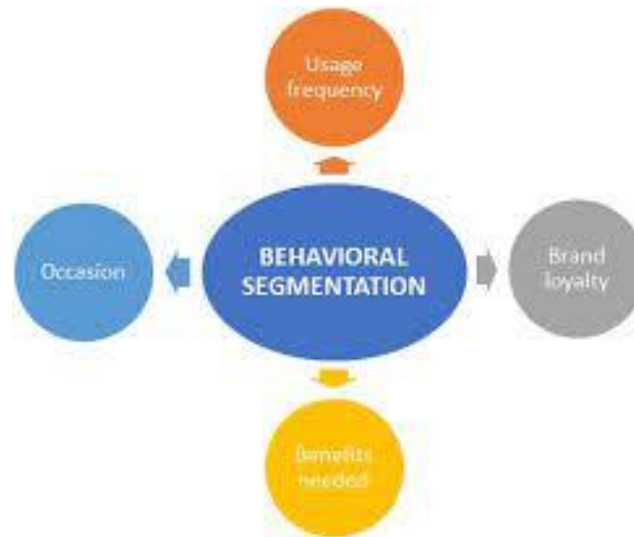 Usage
frequency
Occasion
BEHAVIORAL
SEGMENTATION
Brand
loyalty
Benefits
needed